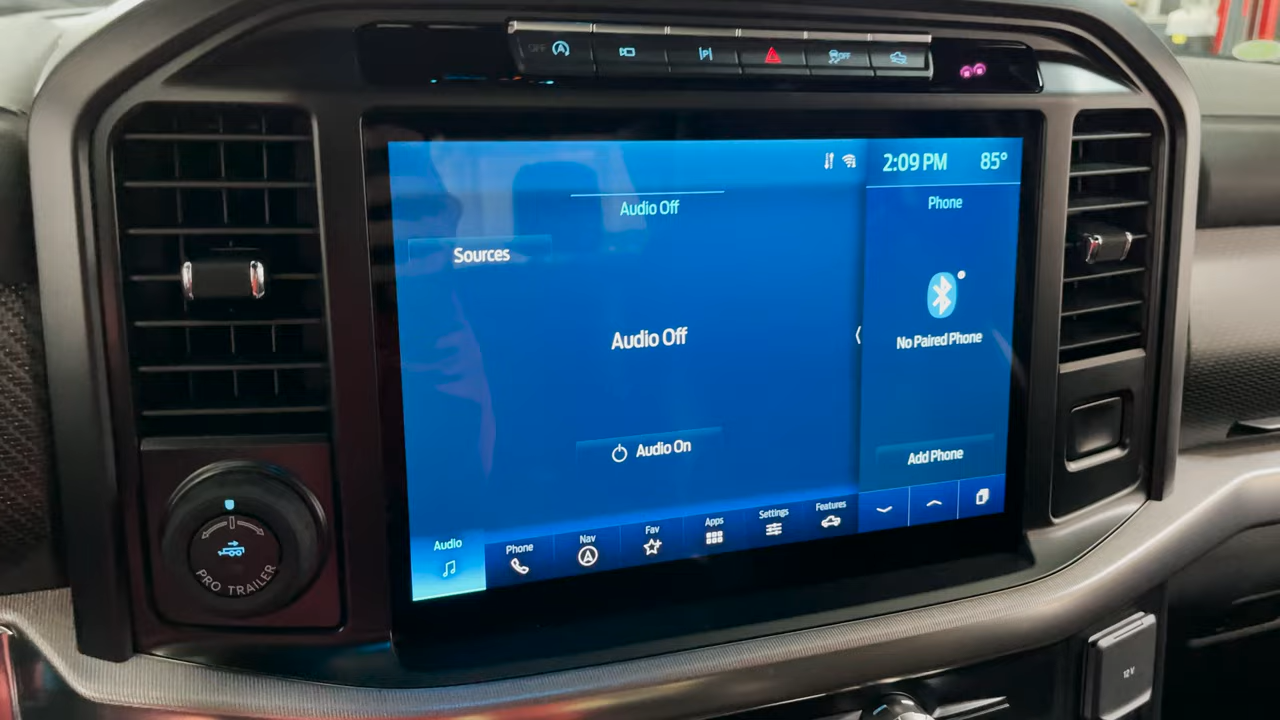 OFF
OFF
2:09 PM 85°
Audio Off
Phone
Sources
Audio Off
No Paired Phone
Audio On
Add Phone
Audio
Phone
Nav
Fav
Apps
Settings
Features
PRO TRAILER
12V